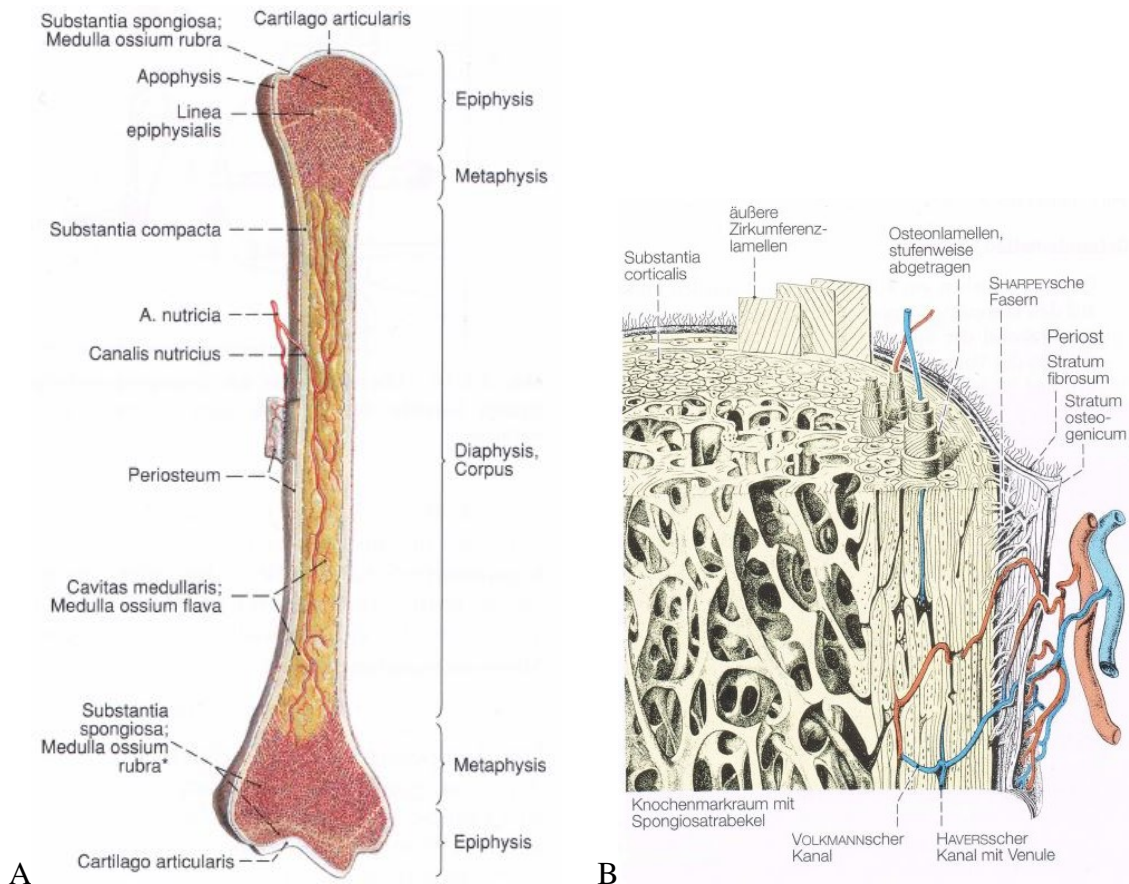 Substantia spongiosa;
Medulla ossium rubra
Cartilago articularis
Apophysis
Linea
epiphysialis
Substantia compacta
A. nutricia
Canalis nutricius
Periosteum
Cavitas medullaris;
Medulla ossium flava
Substantia
spongiosa;
Medulla ossium
rubra*
Cartilago articularis
Epiphysis
Metaphysis
Diaphysis,
Corpus
Metaphysis
Epiphysis
A
Substantia
corticalis
äußere
Zirkumferenz-
lamellen
Osteonlamellen,
stufenweise
abgetragen
SHARPEYsche
Fasern
Periost
Stratum
fibrosum
Stratum
osteo-
genicum
Knochenmarkraum mit
Spongiosatrabekel
VOLKMANNscher
Kanal
HAVERSscher
Kanal mit Venule
B